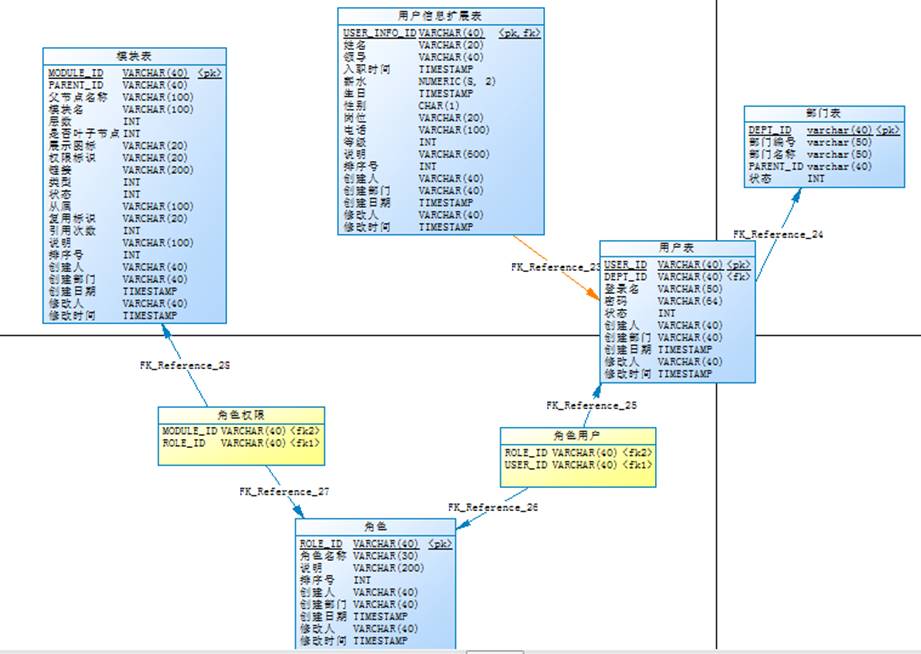 模块表
MODULE_ID VARCHAR(40) <pk>
PARENT_ID VARCHAR(40)
父节点名称 VARCHAR(100)
模块名 VARCHAR(100)
层数 INT
是否叶子节点 INT
展示图标 VARCHAR(20)
权限标识 VARCHAR(20)
链接 VARCHAR(200)
类型 INT
状态 INT
从属 VARCHAR(100)
复用标识 VARCHAR(20)
引用次数 INT
说明 VARCHAR(100)
排序号 INT
创建人 VARCHAR(40)
创建部门 VARCHAR(40)
创建日期 TIMESTAMP
修改人 VARCHAR(40)
修改时间 TIMESTAMP
用户信息扩展表
USER_INFO_ID VARCHAR(40) <pk,fk>
姓名 VARCHAR(20)
领导 VARCHAR(40)
入职时间 TIMESTAMP
薪水 NUMERIC(8, 2)
生日 TIMESTAMP
性别 CHAR(1)
岗位 VARCHAR(20)
电话 VARCHAR(100)
等级 INT
说明 VARCHAR(600)
排序号 INT
创建人 VARCHAR(40)
创建部门 VARCHAR(40)
创建日期 TIMESTAMP
修改人 VARCHAR(40)
修改时间 TIMESTAMP
部门表
DEPT_ID varchar(40) <pk>
部门编号 varchar(50)
部门名称 varchar(50)
PARENT_ID varchar(40)
状态 INT
FK_Reference_24
FK_Reference_23
用户表
USER_ID VARCHAR(40) <pk>
DEPT_ID VARCHAR(40) <fk>
登录名 VARCHAR(50)
密码 VARCHAR(64)
状态 INT
创建人 VARCHAR(40)
创建部门 VARCHAR(40)
创建日期 TIMESTAMP
修改人 VARCHAR(40)
修改时间 TIMESTAMP
FK_Reference_28
FK_Reference_25
角色权限
MODULE_ID VARCHAR(40) <fk2>
ROLE_ID VARCHAR(40) <fk1>
角色用户
ROLE_ID VARCHAR(40) <fk2>
USER_ID VARCHAR(40) <fk1>
FK_Reference_27
FK_Reference_26
角色
ROLE_ID VARCHAR(40) <pk>
角色名称 VARCHAR(30)
说明 VARCHAR(200)
排序号 INT
创建人 VARCHAR(40)
创建部门 VARCHAR(40)
创建日期 TIMESTAMP
修改人 VARCHAR(40)
修改时间 TIMESTAMP